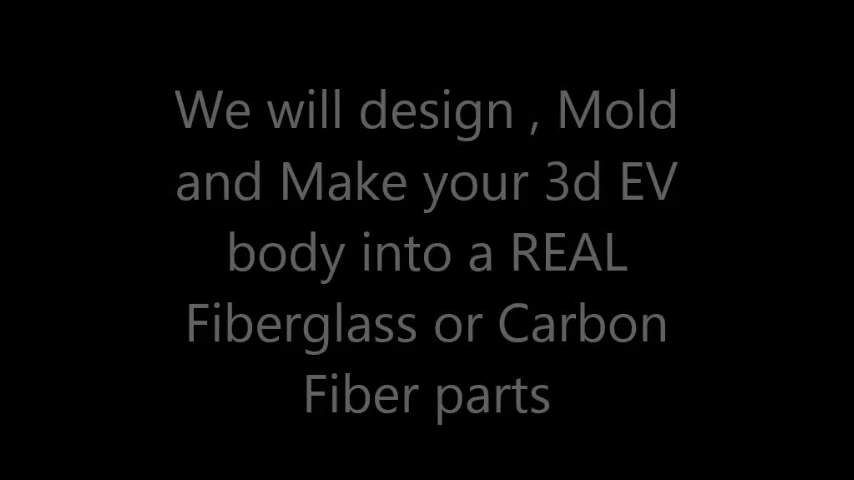 We will design , Mold
and Make your 3d EV
body into a REAL
Fiberglass or Carbon
Fiber parts